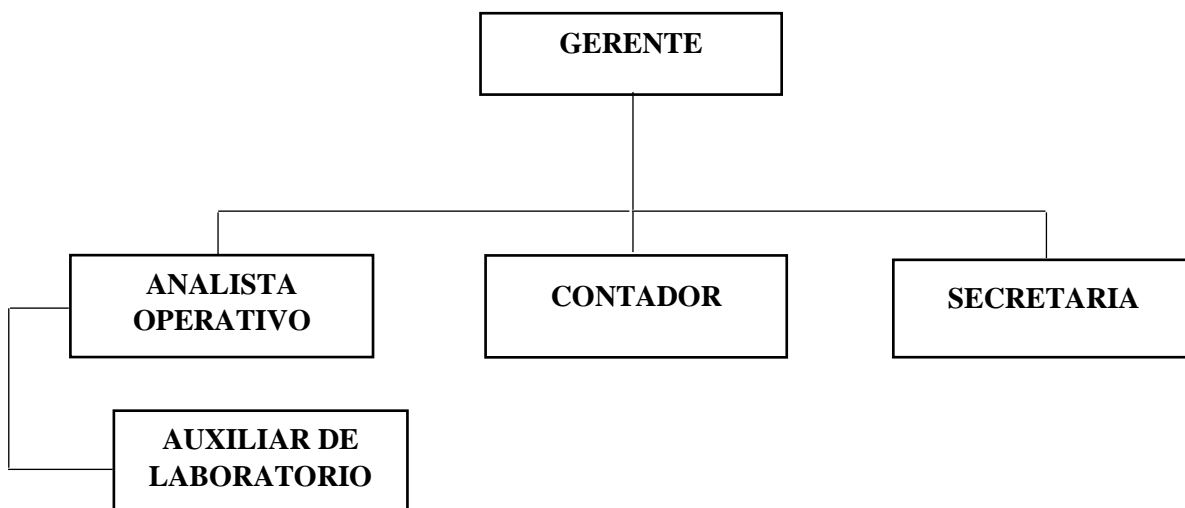 GERENTE
ANALISTA
OPERATIVO
CONTADOR
SECRETARIA
AUXILIAR DE
LABORATORIO